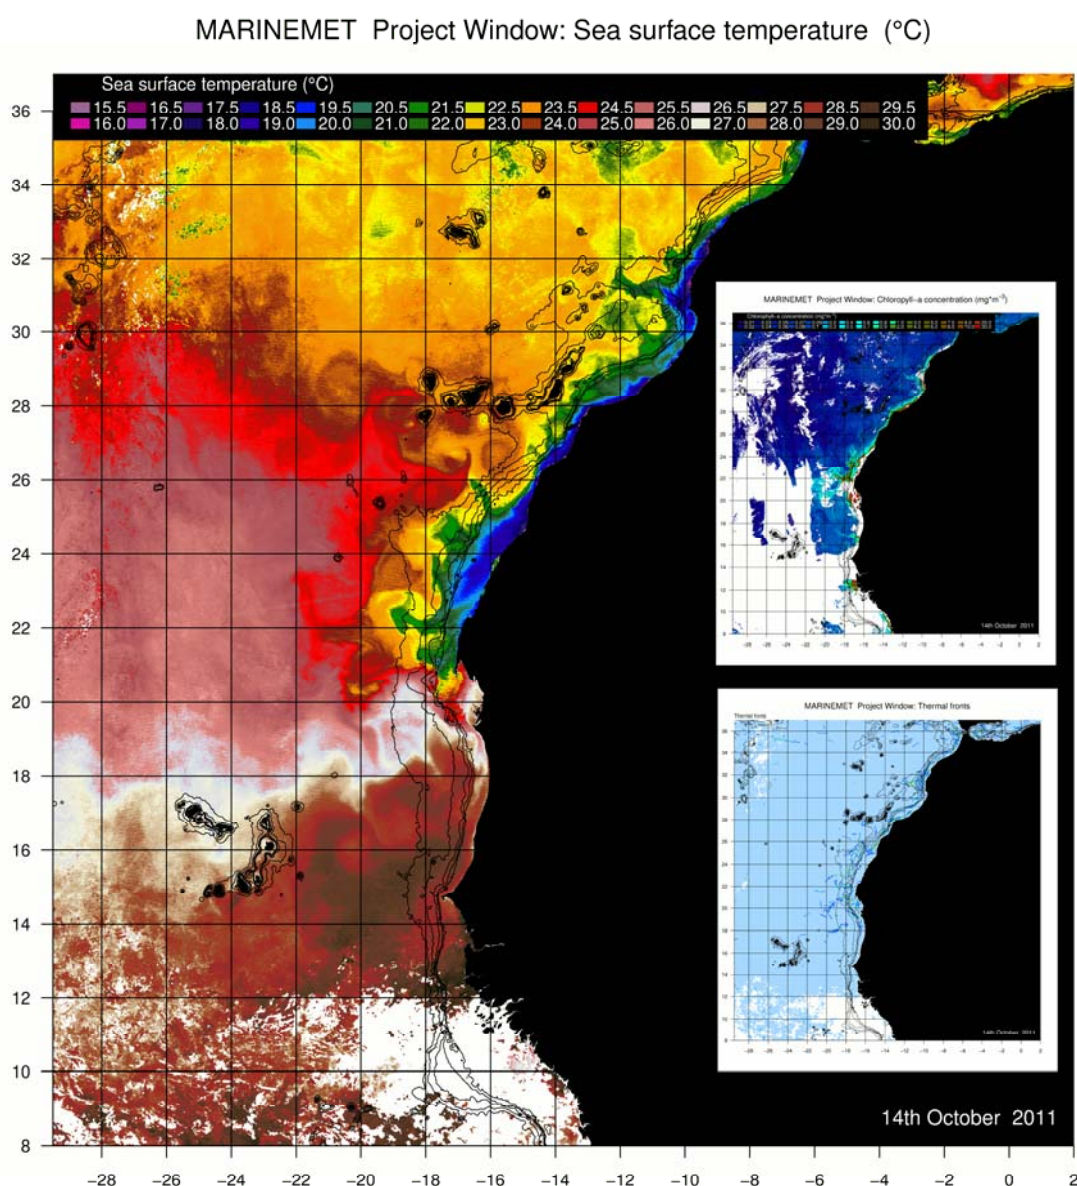 MARINEMET Project Window: Sea surface temperature (°C)
Sea surface temperature (ºC)
15.5 16.5 17.5 18.5 19.5 20.5 21.5 22.5 23.5 24.5 25.5 26.5 27.5 28.5 29.5
16.0 17.0 18.0 19.0 20.0 21.0 22.0 23.0 24.0 25.0 26.0 27.0 28.0 29.0 30.0
36
34
32
30
28
26
24
22
20
18
16
14
12
10
8
−28 −26 −24 −22 −20 −18 −16 −14 −12 −10 −8 −6 −4 −2 0 2
MARINEMET Project Window: Chloropyll−a concentration (mg*m⁻³)
14th October 2011
MARINEMET Project Window: Thermal fronts
14th October 2011
14th October 2011